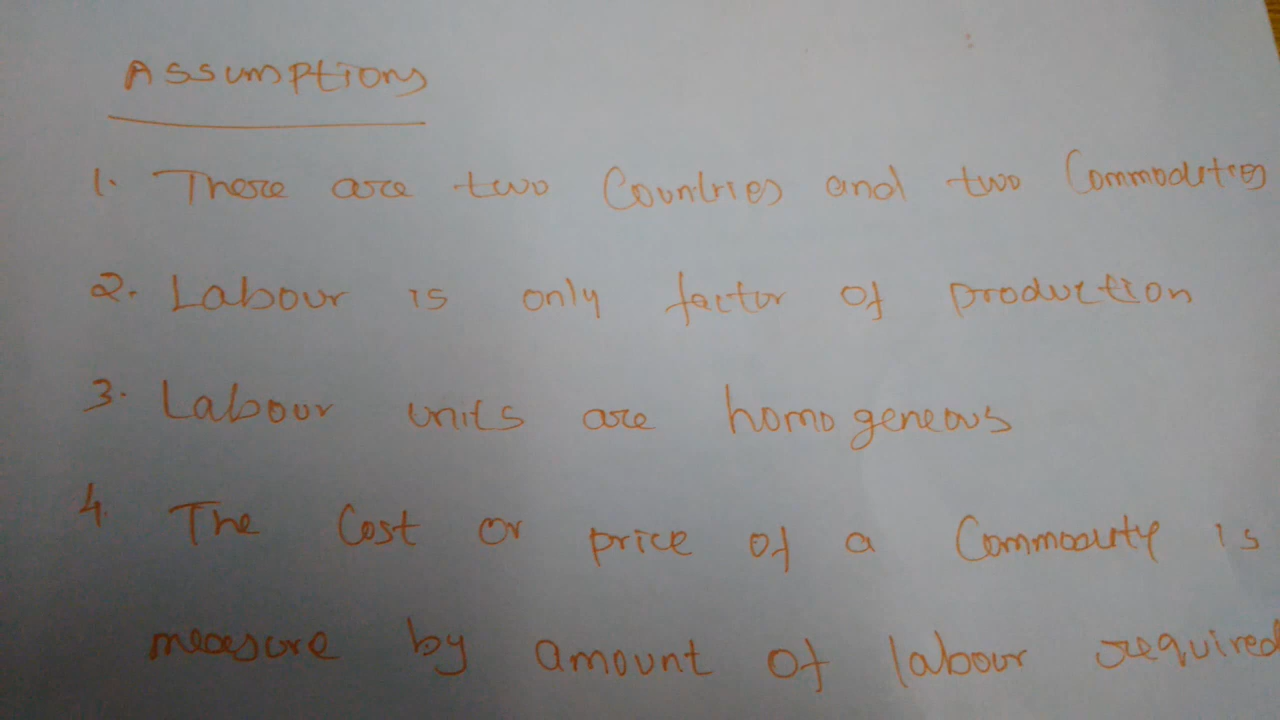 Assumptions
1. There are two Countries and two Commodities
2. Labour is only factor of production
3. Labour units are homogeneous
4. The Cost or price of a Commodity is
measure by amount of labour required